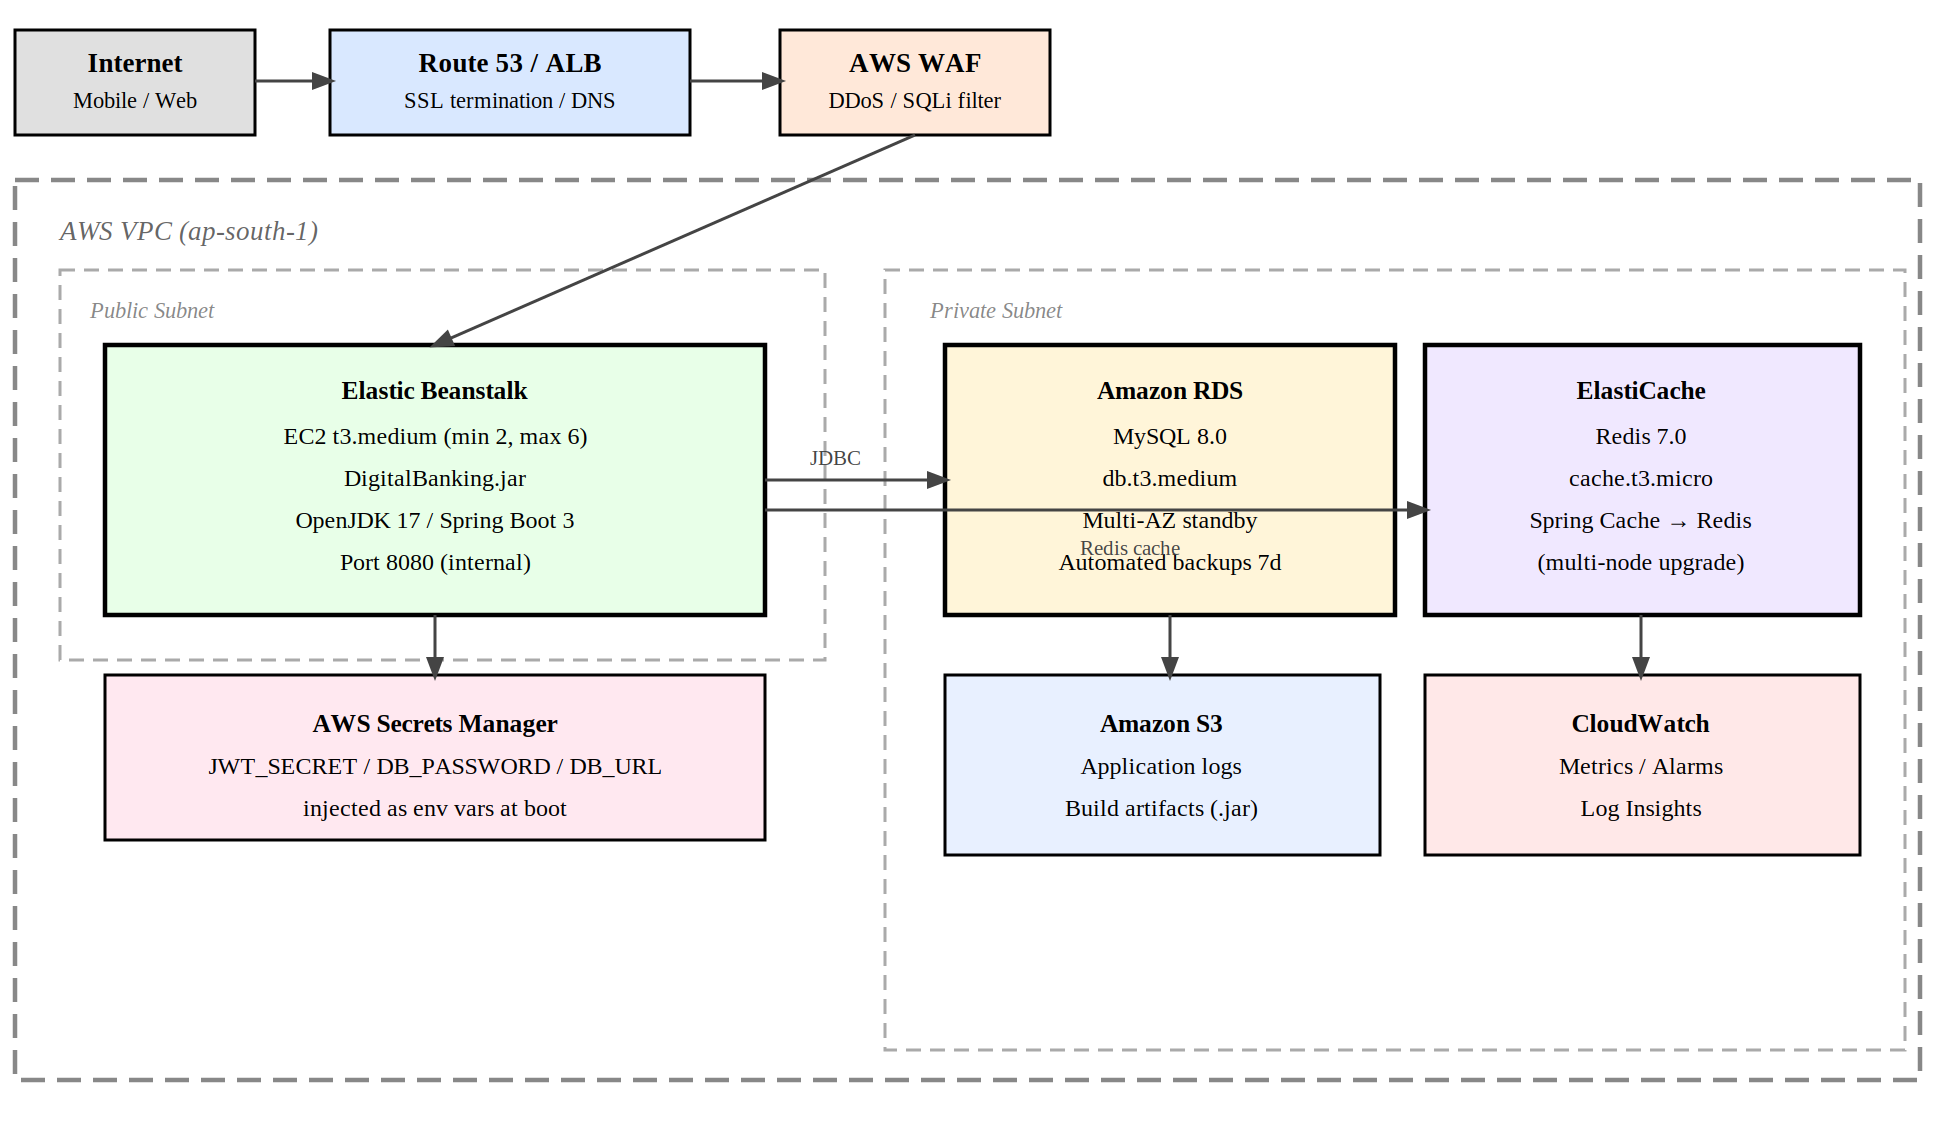 Internet
Mobile / Web
Route 53 / ALB
SSL termination / DNS
AWS WAF
DDoS / SQLi filter
AWS VPC (ap-south-1)
Public Subnet
Elastic Beanstalk
EC2 t3.medium (min 2, max 6)
DigitalBanking.jar
OpenJDK 17 / Spring Boot 3
Port 8080 (internal)
JDBC
Redis cache
Private Subnet
Amazon RDS
MySQL 8.0
db.t3.medium
Multi-AZ standby
Automated backups 7d
ElastiCache
Redis 7.0
cache.t3.micro
Spring Cache → Redis
(multi-node upgrade)
AWS Secrets Manager
JWT_SECRET / DB_PASSWORD / DB_URL
injected as env vars at boot
Amazon S3
Application logs
Build artifacts (.jar)
CloudWatch
Metrics / Alarms
Log Insights